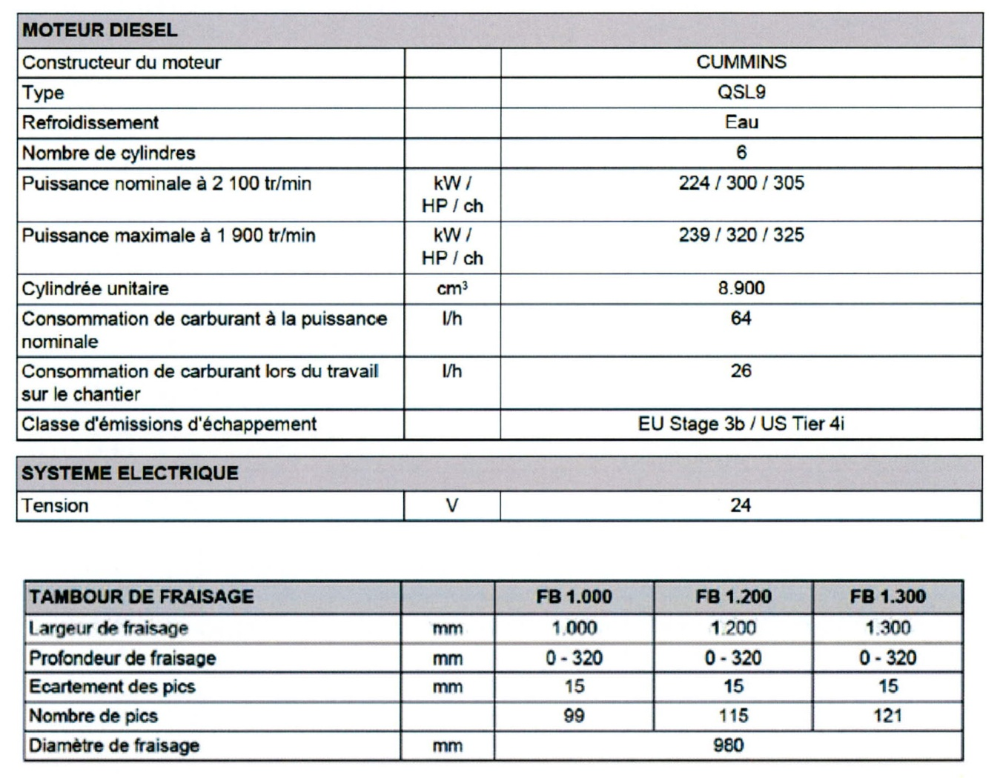 MOTEUR DIESEL
Constructeur du moteur CUMMINS
Type QSL9
Refroidissement Eau
Nombre de cylindres 6
Puissance nominale à 2 100 tr/min kW / 224 / 300 / 305
HP / ch
Puissance maximale à 1 900 tr/min kW / 239 / 320 / 325
HP / ch
Cylindrée unitaire cm³ 8.900
Consommation de carburant à la puissance l/h 64
nominale
Consommation de carburant lors du travail l/h 26
sur le chantier
Classe d'émissions d'échappement EU Stage 3b / US Tier 4i
SYSTEME ELECTRIQUE
Tension V 24
TAMBOUR DE FRAISAGE FB 1.000 FB 1.200 FB 1.300
Largeur de fraisage mm 1.000 1.200 1.300
Profondeur de fraisage mm 0 - 320 0 - 320 0 - 320
Ecartement des pics mm 15 15 15
Nombre de pics 99 115 121
Diamètre de fraisage mm 980